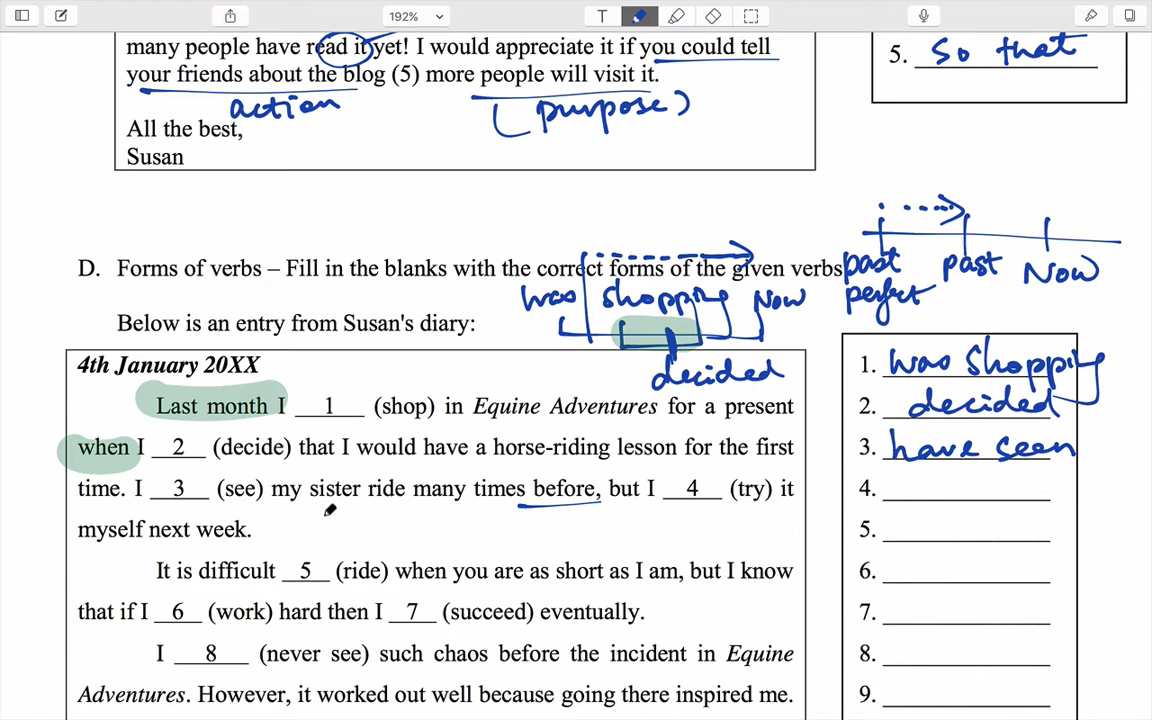 192%
T
many people have read it yet! I would appreciate it if you could tell
your friends about the blog (5) more people will visit it.
action
(purpose)
All the best,
Susan
5. so that
D. Forms of verbs – Fill in the blanks with the correct forms of the given verbs
past perfect
past
Now
was shopping
Now
decided
Below is an entry from Susan's diary:
4th January 20XX
Last month I 1 (shop) in Equine Adventures for a present
when I 2 (decide) that I would have a horse-riding lesson for the first
time. I 3 (see) my sister ride many times before, but I 4 (try) it
myself next week.
It is difficult 5 (ride) when you are as short as I am, but I know
that if I 6 (work) hard then I 7 (succeed) eventually.
I 8 (never see) such chaos before the incident in Equine
Adventures. However, it worked out well because going there inspired me.
1. was shopping
2. decided
3. have seen
4.
5.
6.
7.
8.
9.